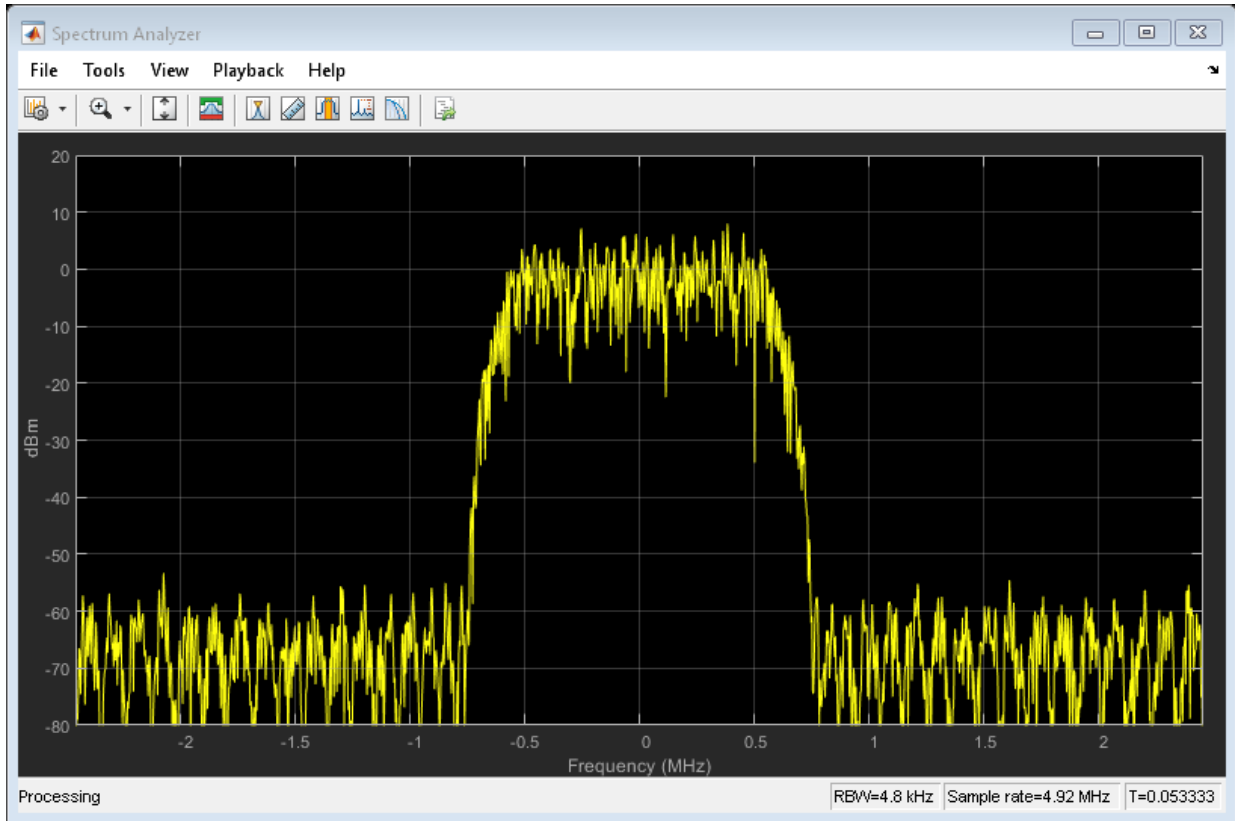 Spectrum Analyzer
File Tools View Playback Help
20
10
0
-10
-20
-30
-40
-50
-60
-70
-80
dBm
-2 -1.5 -1 -0.5 0 0.5 1 1.5 2
Frequency (MHz)
Processing RBW=4.8 kHz Sample rate=4.92 MHz T=0.053333